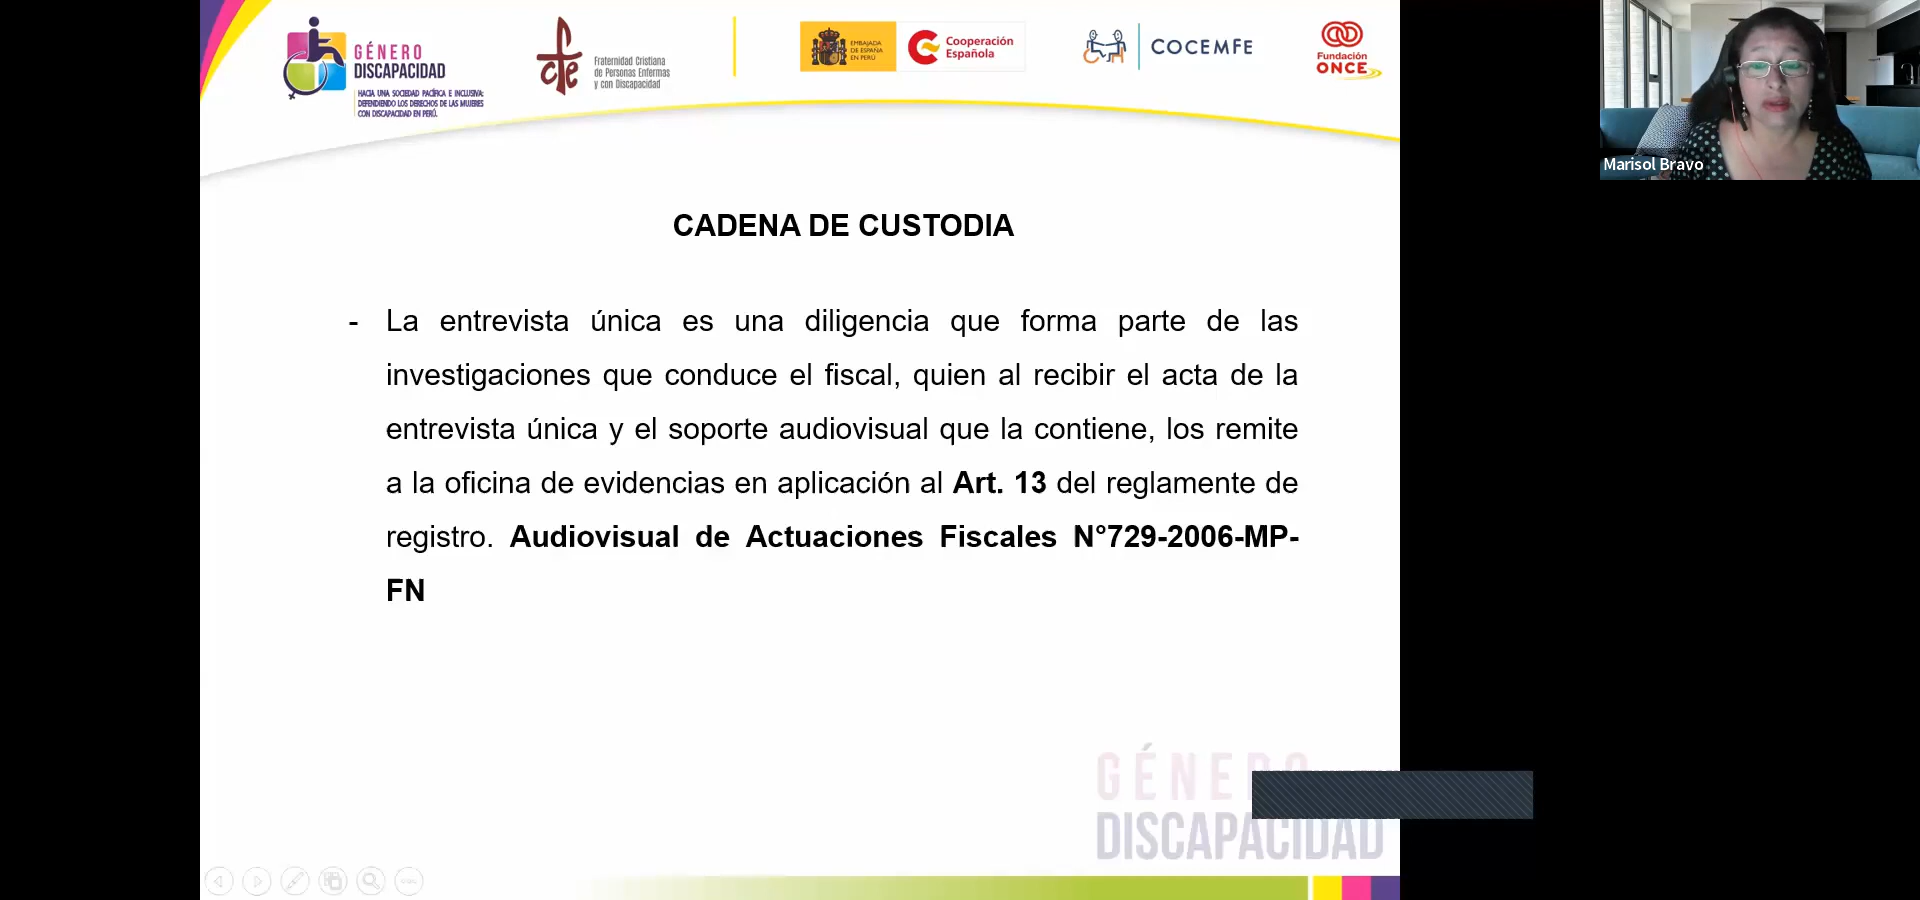 GÉNERO
DISCAPACIDAD
HACIA UNA SOCIEDAD PACÍFICA E INCLUSIVA:
DEFENDIENDO LOS DERECHOS DE LAS MUJERES
CON DISCAPACIDAD EN PERÚ.
cfe
Fraternidad Cristiana
de Personas Enfermas
y con Discapacidad
EMBAJADA
DE ESPAÑA
EN PERÚ
Cooperación
Española
COCEMFE
Fundación
ONCE
Marisol Bravo
CADENA DE CUSTODIA
- La entrevista única es una diligencia que forma parte de las
investigaciones que conduce el fiscal, quien al recibir el acta de la
entrevista única y el soporte audiovisual que la contiene, los remite
a la oficina de evidencias en aplicación al Art. 13 del reglamente de
registro. Audiovisual de Actuaciones Fiscales N°729-2006-MP-
FN
GÉNERO
DISCAPACIDAD